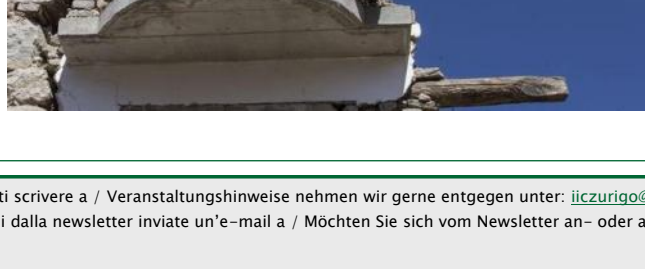 ti scrivere a / Veranstaltungshinweise nehmen wir gerne entgegen unter: iiczurigo@
i dalla newsletter inviate un'e-mail a / Möchten Sie sich vom Newsletter an- oder a